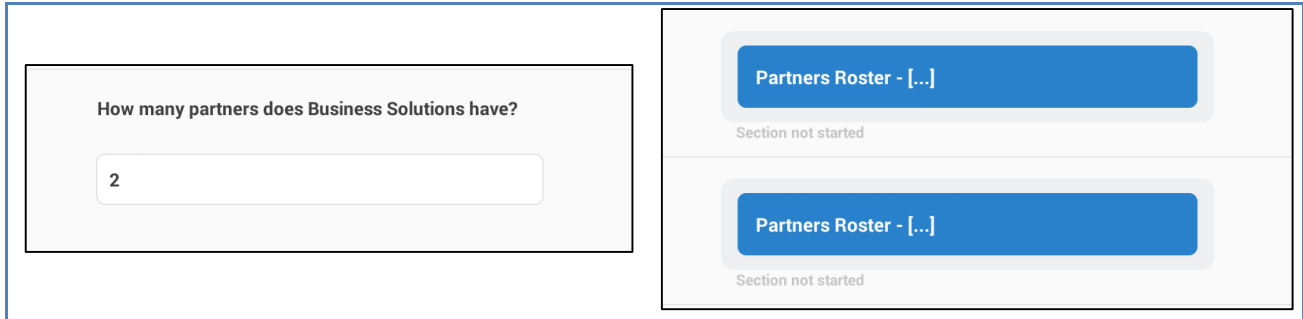 How many partners does Business Solutions have?
2
Partners Roster - [...]
Section not started
Partners Roster - [...]
Section not started